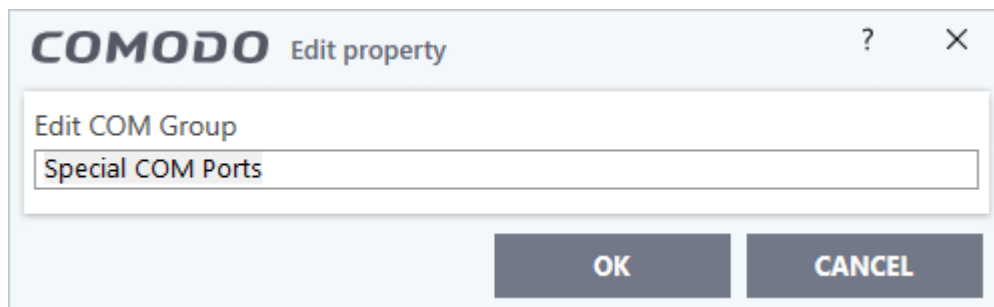 COMODO Edit property ?
Edit COM Group
Special COM Ports
OK CANCEL